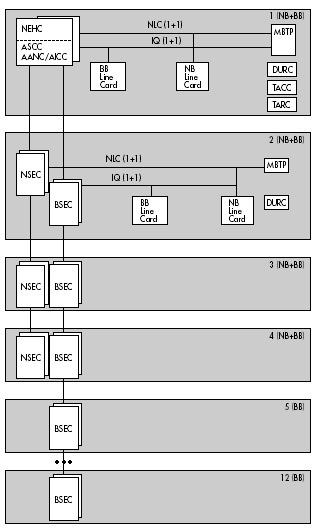 1 (NB+BB)
NEHC
ASCC
AANC/AICC
NLC (1+1)
IQ (1+1)
MBTP
BB
Line
Card
NB
Line
Card
DURC
TACC
TARC
2 (NB+BB)
NLC (1+1)
IQ (1+1)
NSEC
BSEC
MBTP
BB
Line
Card
NB
Line
Card
DURC
3 (NB+BB)
NSEC
BSEC
4 (NB+BB)
NSEC
BSEC
5 (BB)
BSEC
12 (BB)
BSEC